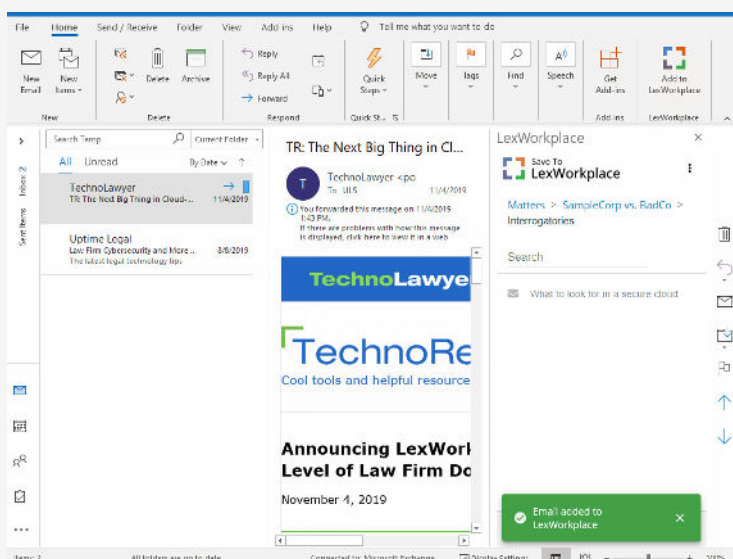 File Home Send / Receive Folder View Add ins Help Tell me what you want to do
New Email
New Items
Delete
Archive
Reply
Reply All
Forward
Quick Steps
Move
Tags
Find
Speech
Get Add-ins
Add to LexWorkplace
New Delete Respond Quick St... Add-ins LexWorkplace
Search Temp Current Folder
All Unread By Date
TechnoLawyer
TR: The Next Big Thing in Cloud-... 11/4/2019
Uptime Legal
Law Firm Cybersecurity and More ... 8/8/2019
The latest legal technology tips
Inbox 2
Sent Items
TR: The Next Big Thing in Cl...
T
TechnoLawyer <po
To ULS 11/4/2019
You forwarded this message on 11/4/2019
1:43 PM.
If there are problems with how this message
is displayed, click here to view it in a web
TechnoLawye
TechnoRe
Cool tools and helpful resource
Announcing LexWor
Level of Law Firm Do
November 4, 2019
LexWorkplace
Save To
LexWorkplace
Matters > SampleCorp vs. BadCo >
Interrogatories
Search
What to look for in a secure cloud
Email added to
LexWorkplace
Items: 2 All folders are up to date. Connected to: Microsoft Exchange Display Settings